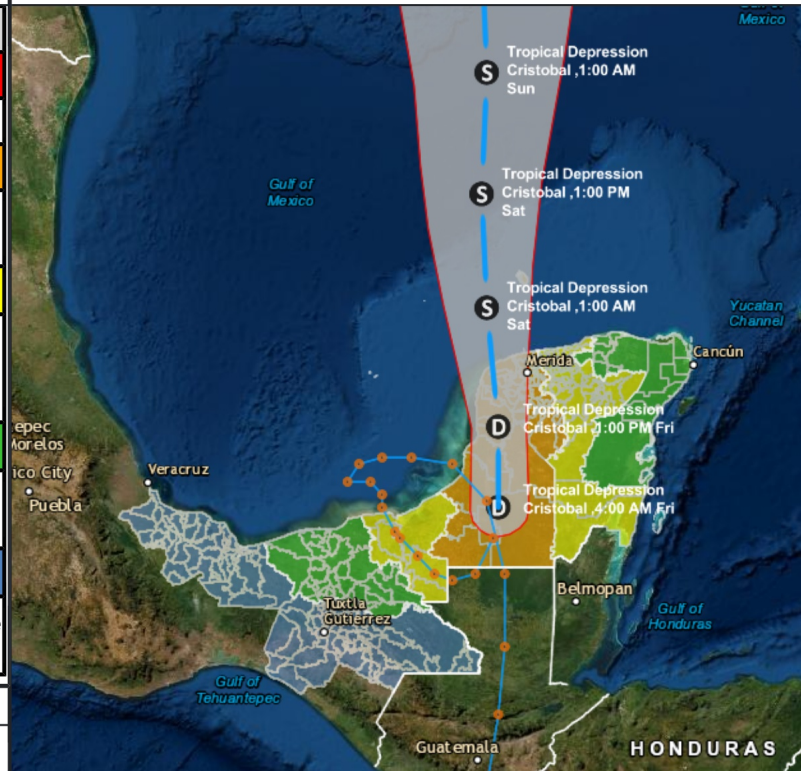 Mexico
Tropical Depression
Cristobal ,1:00 AM
Sun
Gulf of
Mexico
Tropical Depression
Cristobal ,1:00 PM
Sat
Tropical Depression
Cristobal ,1:00 AM
Sat
Yucatan
Channel
Merida
Cancún
Tropical Depression
Cristobal ,1:00 PM Fri
epec
Morelos
ico City
Puebla
Veracruz
Tropical Depression
Cristobal ,4:00 AM Fri
S
S
S
D
D
Belmopan
Tuxtla
Gutierrez
Gulf of
Honduras
Gulf of
Tehuantepec
Guatemala
HONDURAS